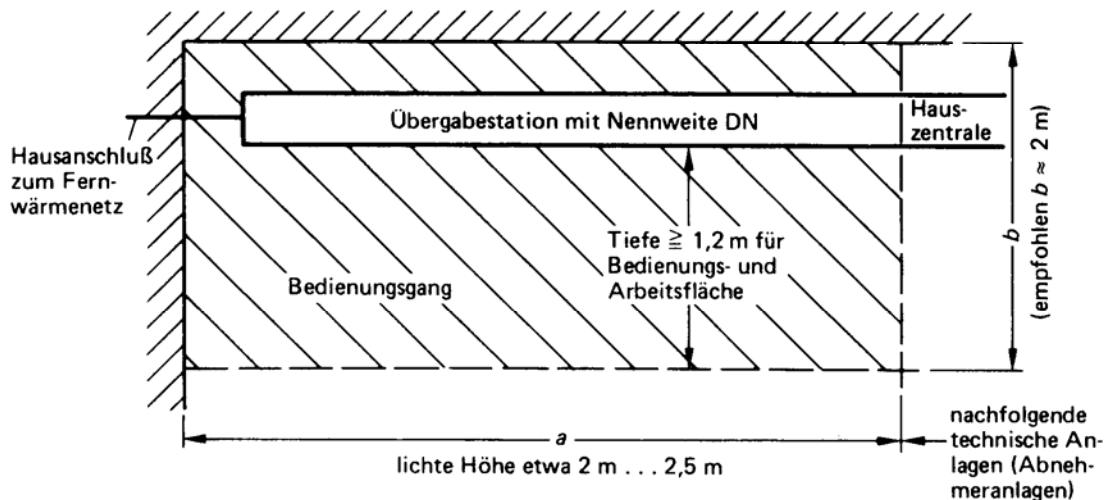 Übergabestation mit Nennweite DN
Haus-
zentrale
Hausanschluß
zum Fern-
wärmenetz
Tiefe ≧ 1,2 m für
Bedienungs- und
Arbeitsfläche
Bedienungsgang
b
(empfohlen b ≈ 2 m)
a
lichte Höhe etwa 2 m . . . 2,5 m
nachfolgende
technische An-
lagen (Abneh-
meranlagen)